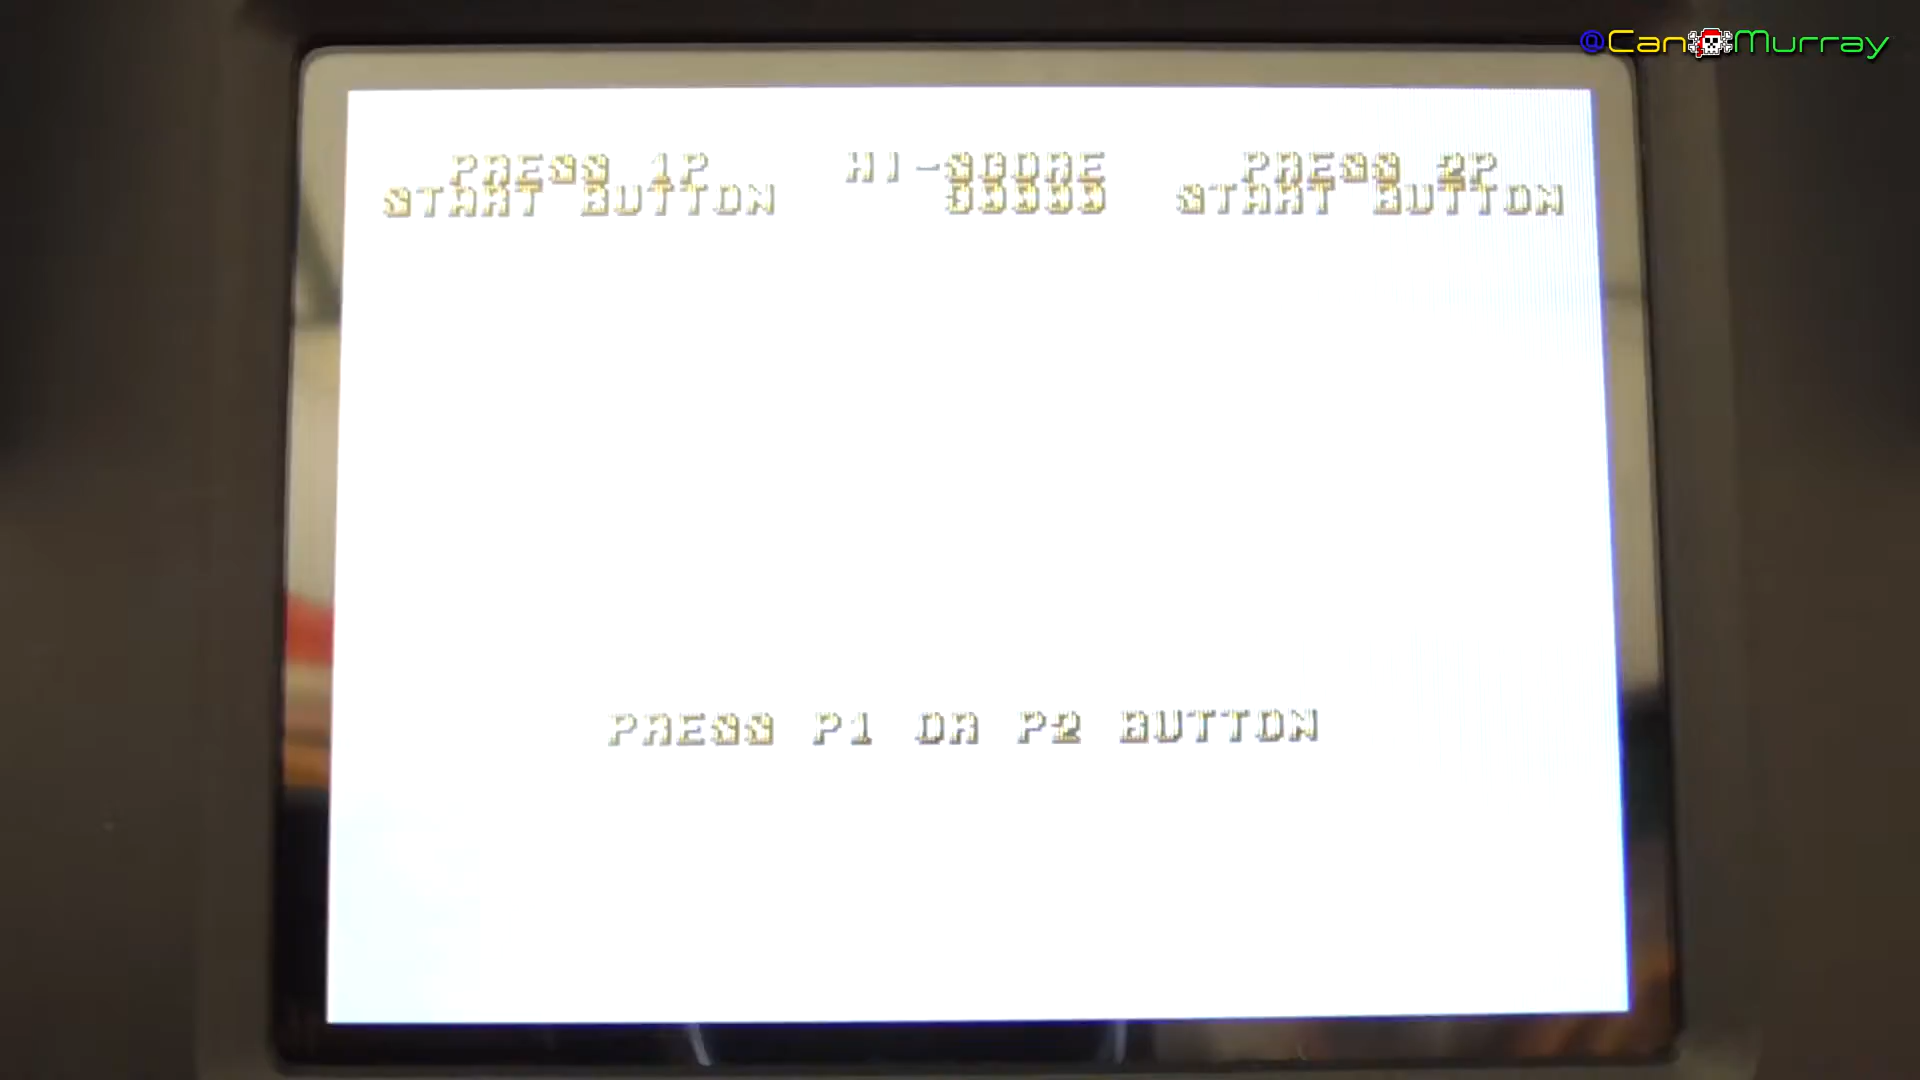 @CanMurray
PRESS 1P HI-SCORE PRESS 2P
START BUTTON START BUTTON
PRESS P1 OR P2 BUTTON